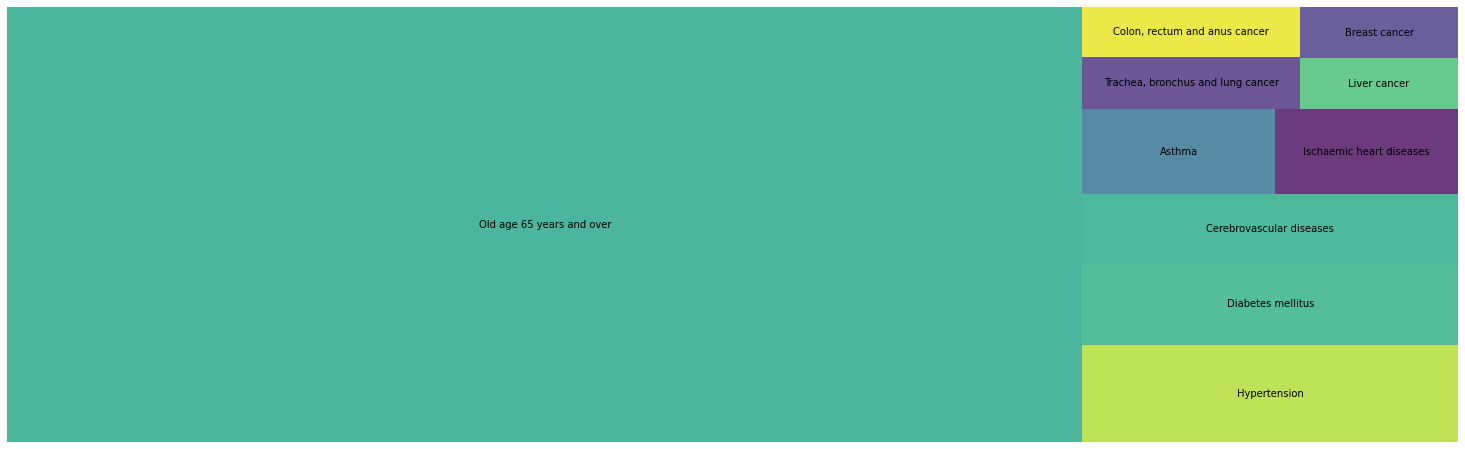 Colon, rectum and anus cancer
Breast cancer
Trachea, bronchus and lung cancer
Liver cancer
Asthma
Ischaemic heart diseases
Old age 65 years and over
Cerebrovascular diseases
Diabetes mellitus
Hypertension